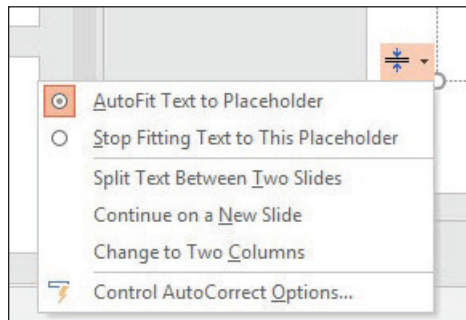 AutoFit Text to Placeholder
Stop Fitting Text to This Placeholder
Split Text Between Two Slides
Continue on a New Slide
Change to Two Columns
Control AutoCorrect Options...